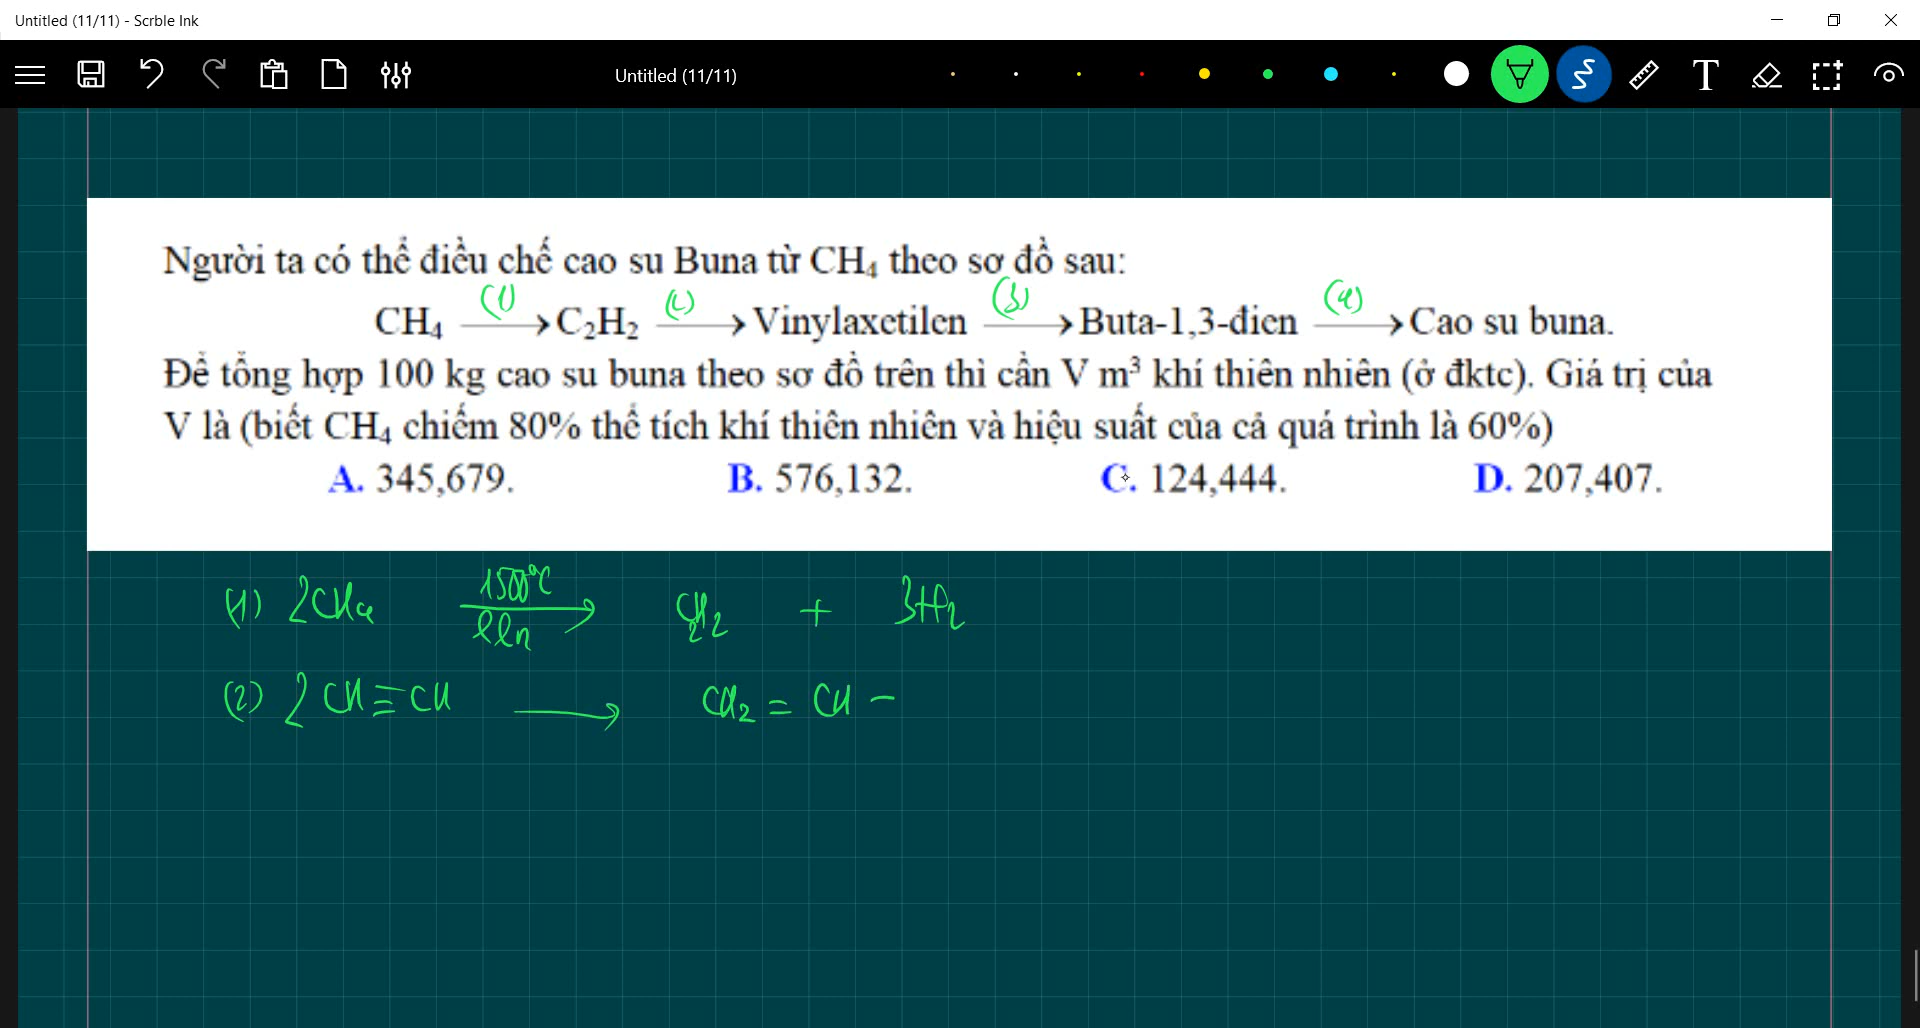 Untitled (11/11) - Scrble Ink
Untitled (11/11)
T
Người ta có thể điều chế cao su Buna từ CH₄ theo sơ đồ sau:
(1) (2) (3) (4)
CH₄ ⟶ C₂H₂ ⟶ Vinylaxetilen ⟶ Buta-1,3-đien ⟶ Cao su buna.
Để tổng hợp 100 kg cao su buna theo sơ đồ trên thì cần V m³ khí thiên nhiên (ở đktc). Giá trị của
V là (biết CH₄ chiếm 80% thể tích khí thiên nhiên và hiệu suất của cả quá trình là 60%)
A. 345,679. B. 576,132. C. 124,444. D. 207,407.
1500°C
(1) 2CH₄ ⟶ C₂H₂ + 3H₂
lln
(2) 2CH≡CH ⟶ CH₂ = CH –